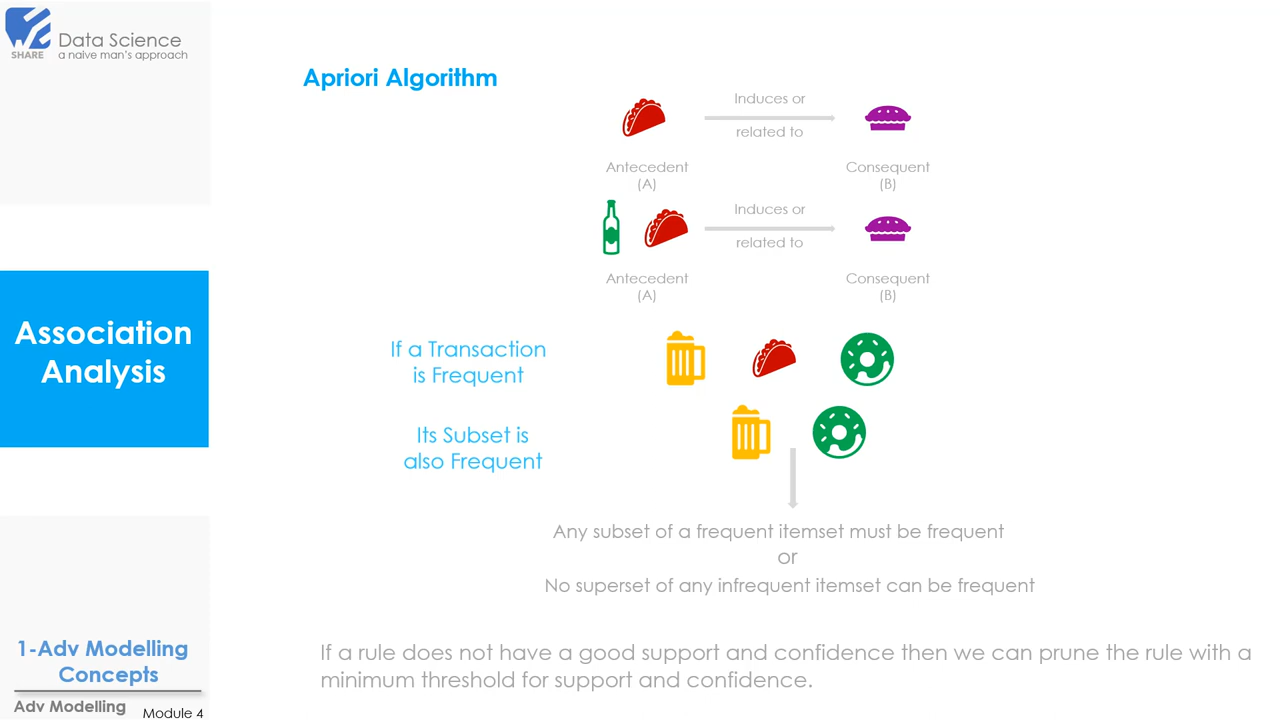 SHARE
Data Science
a naive man's approach
Association
Analysis
1-Adv Modelling
Concepts
Adv Modelling
Module 4
Apriori Algorithm
Induces or
related to
Antecedent
(A)
Consequent
(B)
Induces or
related to
Antecedent
(A)
Consequent
(B)
If a Transaction
is Frequent
Its Subset is
also Frequent
Any subset of a frequent itemset must be frequent
or
No superset of any infrequent itemset can be frequent
If a rule does not have a good support and confidence then we can prune the rule with a
minimum threshold for support and confidence.